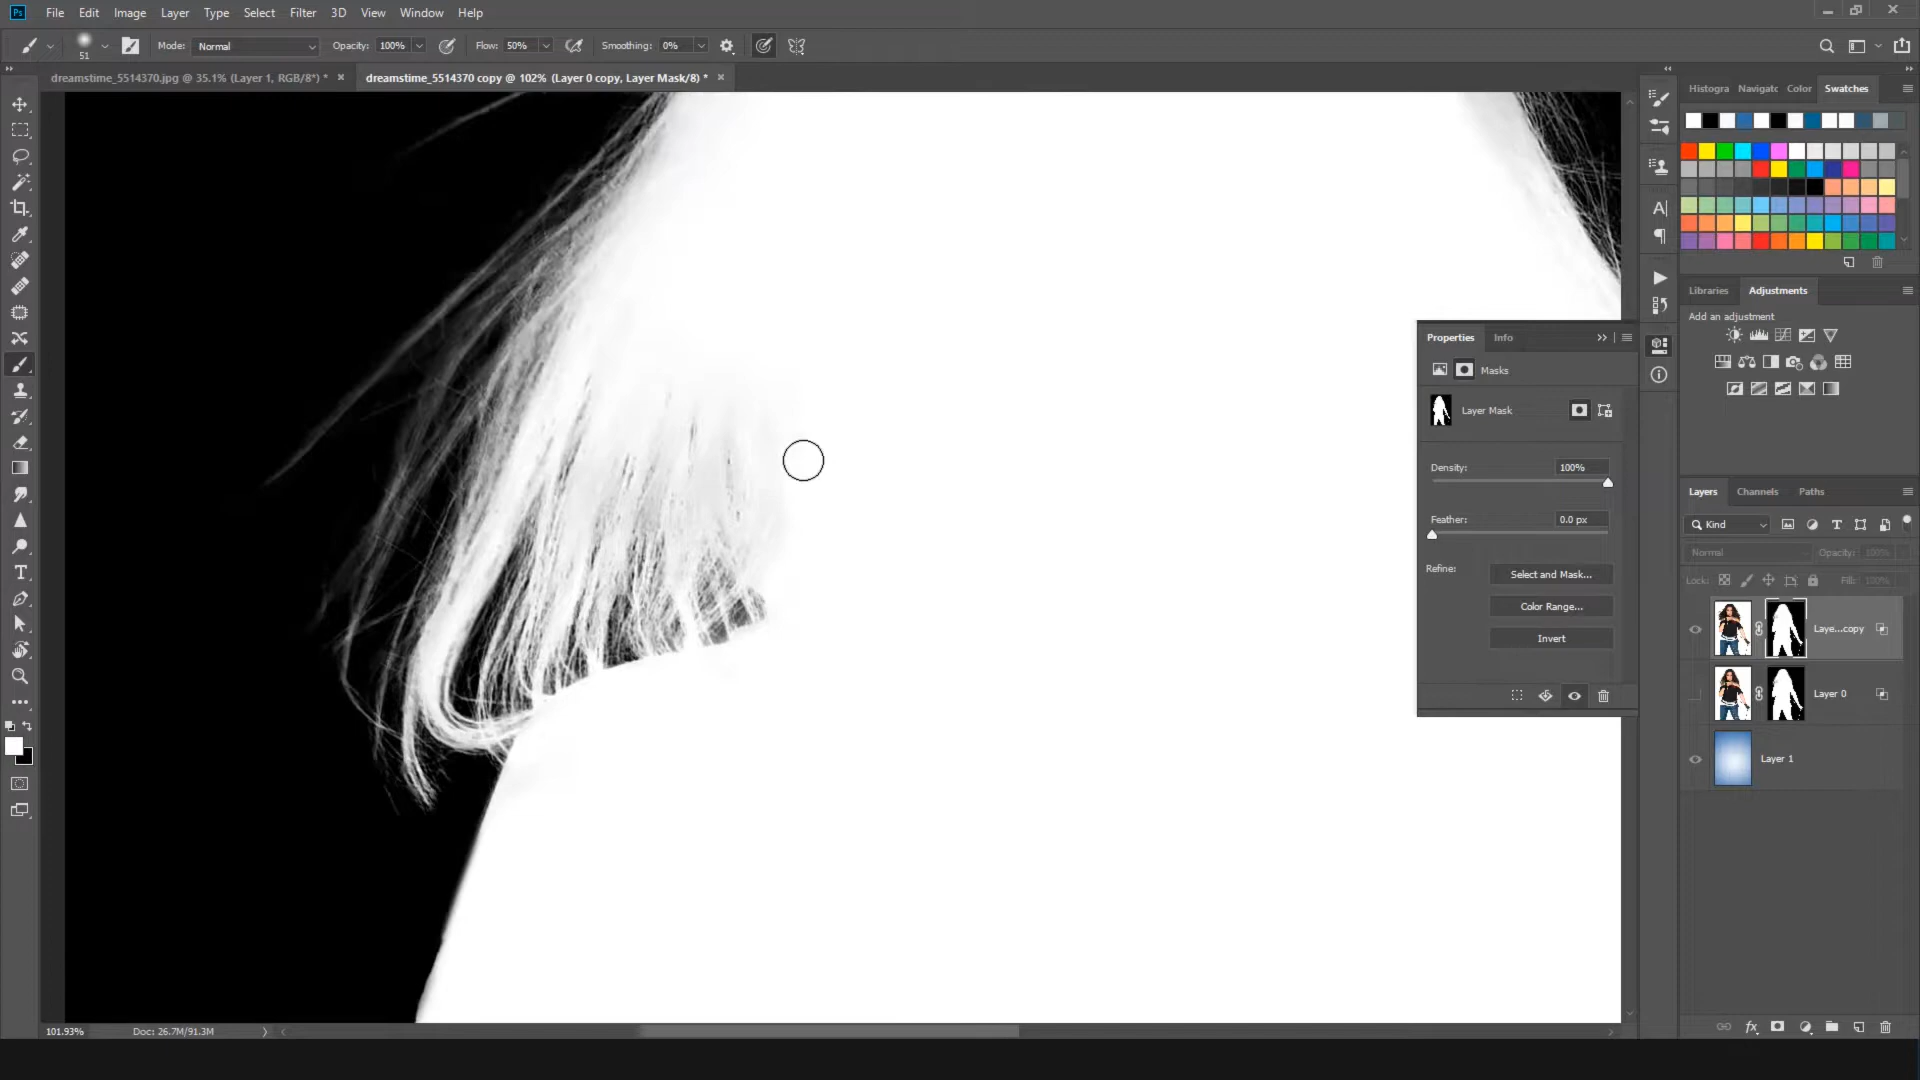 Ps File Edit Image Layer Type Select Filter 3D View Window Help
51 Mode: Normal Opacity: 100% Flow: 50% Smoothing: 0%
dreamstime_5514370.jpg @ 35.1% (Layer 1, RGB/8*) * dreamstime_5514370 copy @ 102% (Layer 0 copy, Layer Mask/8) *
Histogra Navigatc Color Swatches
Libraries Adjustments
Add an adjustment
Properties Info
Masks
Layer Mask
Density: 100%
Feather: 0.0 px
Refine: Select and Mask...
Color Range...
Invert
Layers Channels Paths
Kind
Normal Opacity: 100%
Lock: Fill: 100%
Laye...copy
Layer 0
Layer 1
101.93% Doc: 26.7M/91.3M